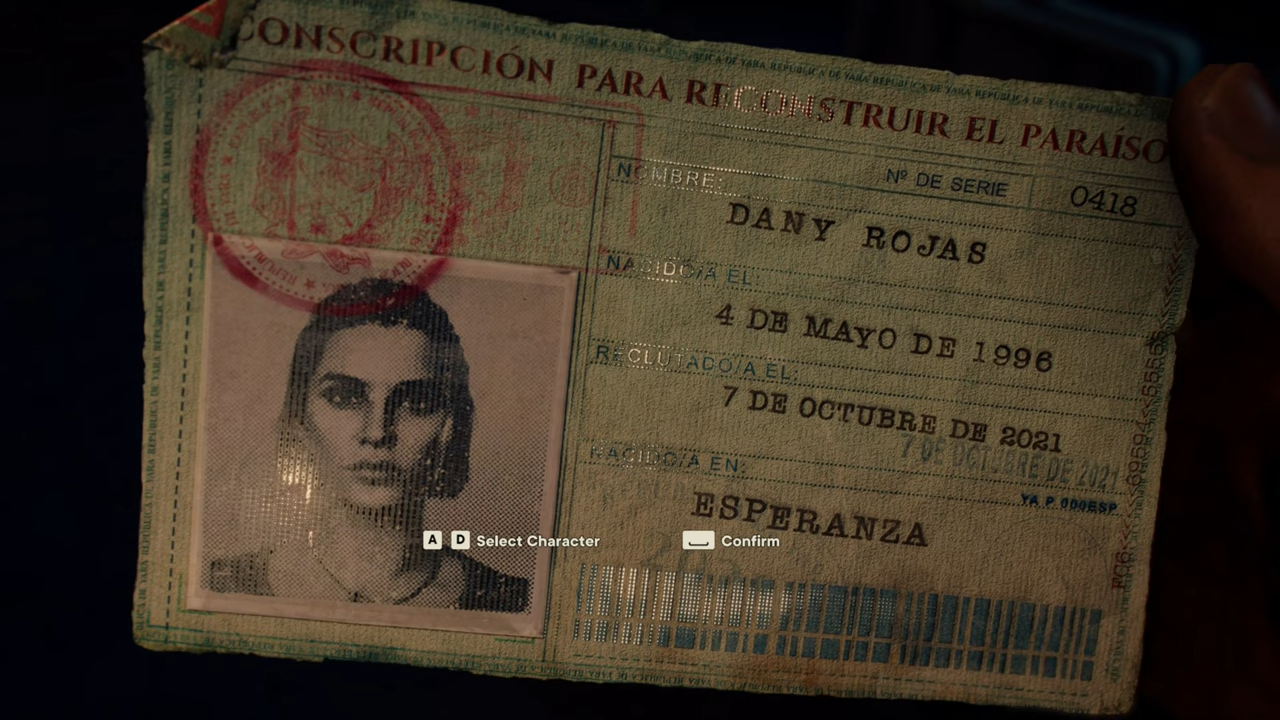 CONSCRIPCIÓN PARA RECONSTRUIR EL PARAÍSO
NOMBRE:
Nº DE SERIE
0418
DANY ROJAS
NACIDO/A EL:
4 DE MAYO DE 1996
RECLUTADO/A EL:
7 DE OCTUBRE DE 2021
7 DE OCTUBRE DE 2021
NACIDO/A EN:
YA P 000ESP
ESPERANZA
A D Select Character
Confirm